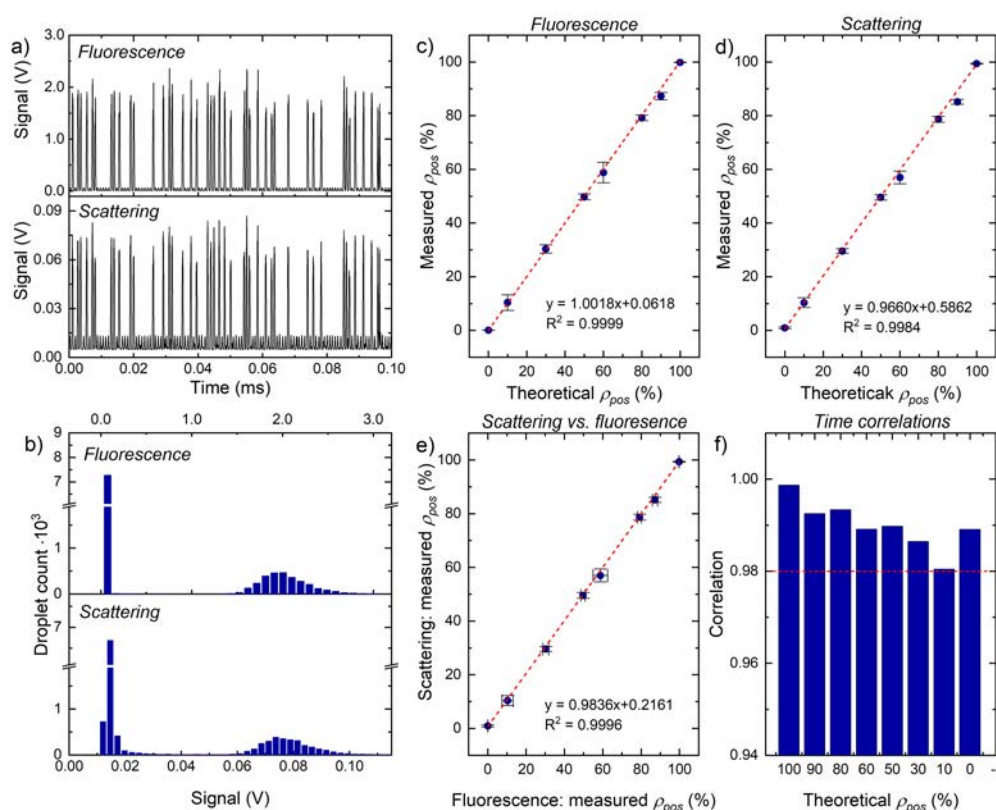 a)
Fluorescence
3.0
2.0
1.0
0.0
Signal (V)
Scattering
0.09
0.06
0.03
0.00
Signal (V)
0.00 0.02 0.04 0.06 0.08 0.10
Time (ms)
b)
0.0 1.0 2.0 3.0
Fluorescence
9
8
7
1
0
Scattering
7
1
0
Droplet count ·10³
0.00 0.02 0.04 0.06 0.08 0.10
Signal (V)
c)
Fluorescence
100
80
60
40
20
0
Measured ρpos (%)
y = 1.0018x+0.0618
R² = 0.9999
0 20 40 60 80 100
Theoretical ρpos (%)
d)
Scattering
100
80
60
40
20
0
Measured ρpos (%)
y = 0.9660x+0.5862
R² = 0.9984
0 20 40 60 80 100
Theoreticak ρpos (%)
e)
Scattering vs. fluoresence
100
80
60
40
20
0
Scattering: measured ρpos (%)
y = 0.9836x+0.2161
R² = 0.9996
0 20 40 60 80 100
Fluorescence: measured ρpos (%)
f)
Time correlations
1.00
0.98
0.96
0.94
Correlation
100 90 80 60 50 30 10 0 --
Theoretical ρpos (%)